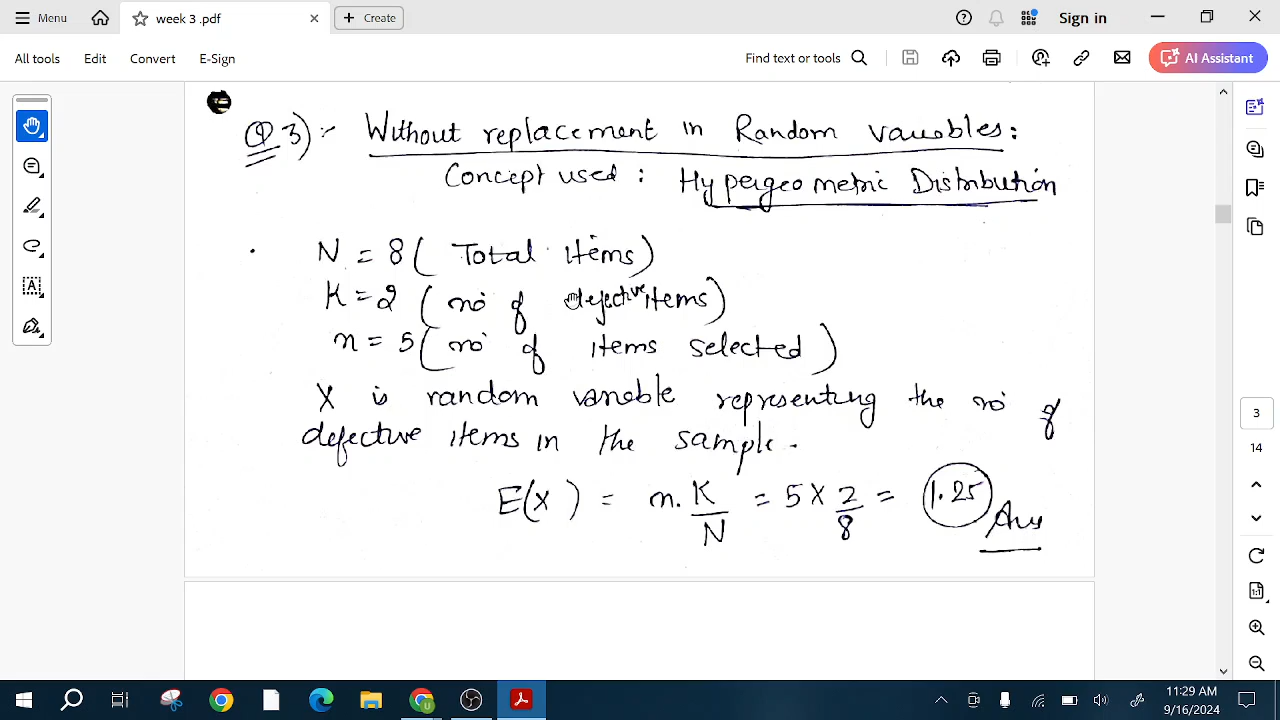 Menu
week 3 .pdf
Create
Sign in
All tools
Edit
Convert
E-Sign
Find text or tools
AI Assistant
Q 3) :- Without replacement in Random variables :
Concept used : Hypergeometric Distribution
N = 8 ( Total items )
K = 2 ( no of defective items )
n = 5 ( no of items selected )
X is random variable representing the no of
defective items in the sample .
E(X) = n. K/N = 5 X 2/8 = 1.25 Ans
3
14
11:29 AM
9/16/2024